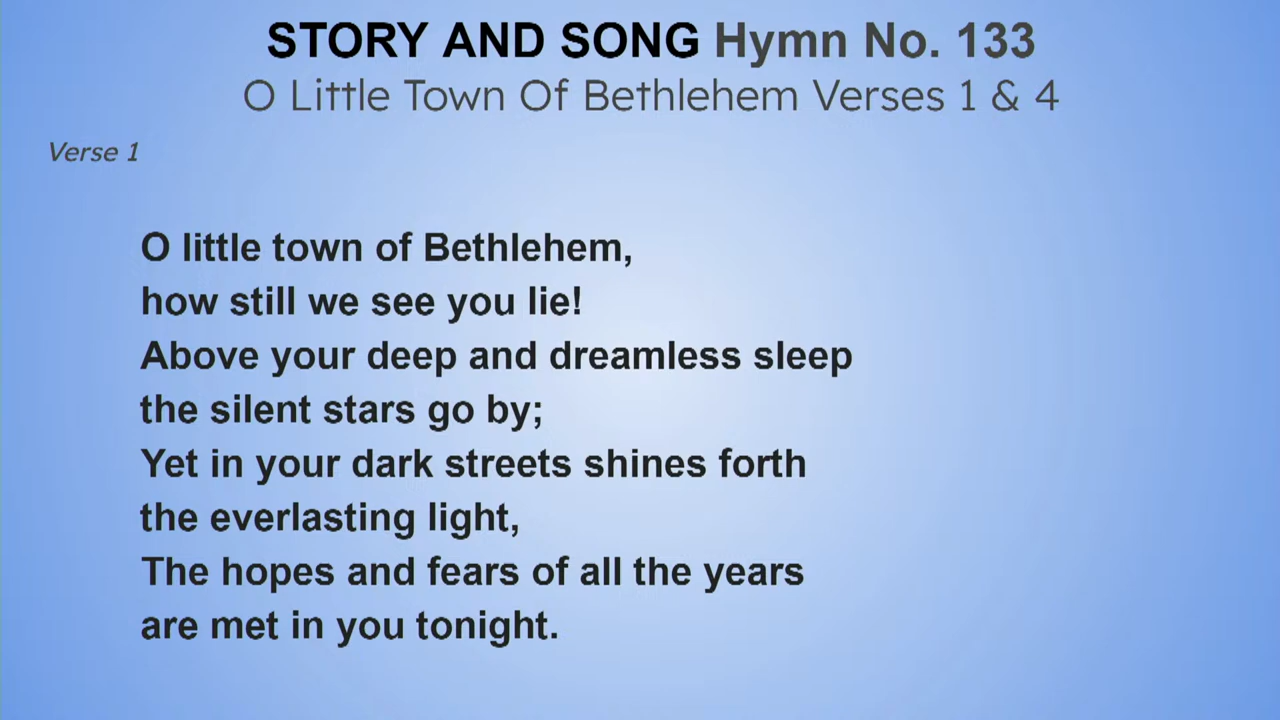 STORY AND SONG Hymn No. 133
O Little Town Of Bethlehem Verses 1 & 4
Verse 1
O little town of Bethlehem,
how still we see you lie!
Above your deep and dreamless sleep
the silent stars go by;
Yet in your dark streets shines forth
the everlasting light,
The hopes and fears of all the years
are met in you tonight.